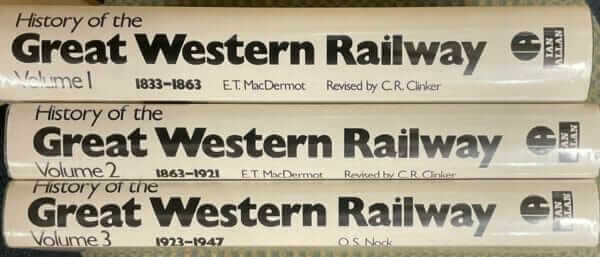 History of the
Great Western Railway
Volume 1 1833–1863 E.T. MacDermot Revised by C.R. Clinker
IAN ALLAN
History of the
Great Western Railway
Volume 2 1863–1921 E.T. MacDermot Revised by C.R. Clinker
IAN ALLAN
History of the
Great Western Railway
Volume 3 1923–1947 O.S. Nock
IAN ALLAN